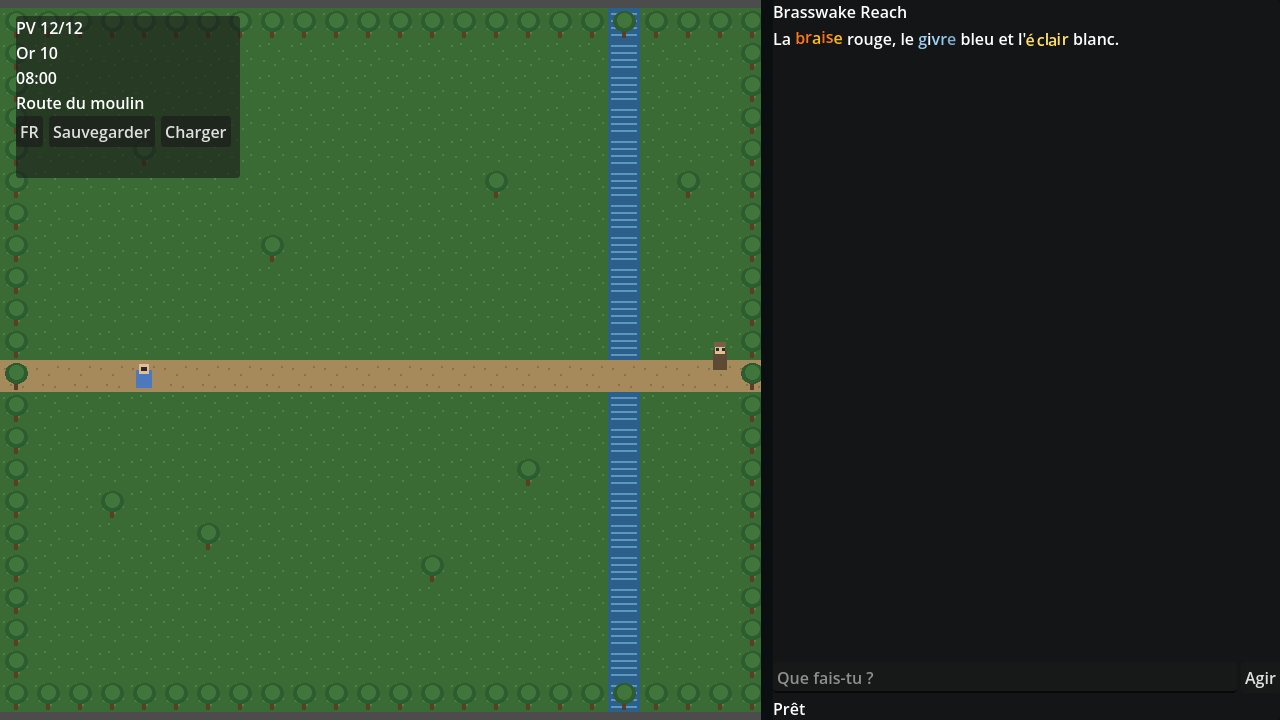 PV 12/12
Or 10
08:00
Route du moulin
FR Sauvegarder Charger
Brasswake Reach
La braise rouge, le givre bleu et l'éclair blanc.
Que fais-tu ? Agir
Prêt